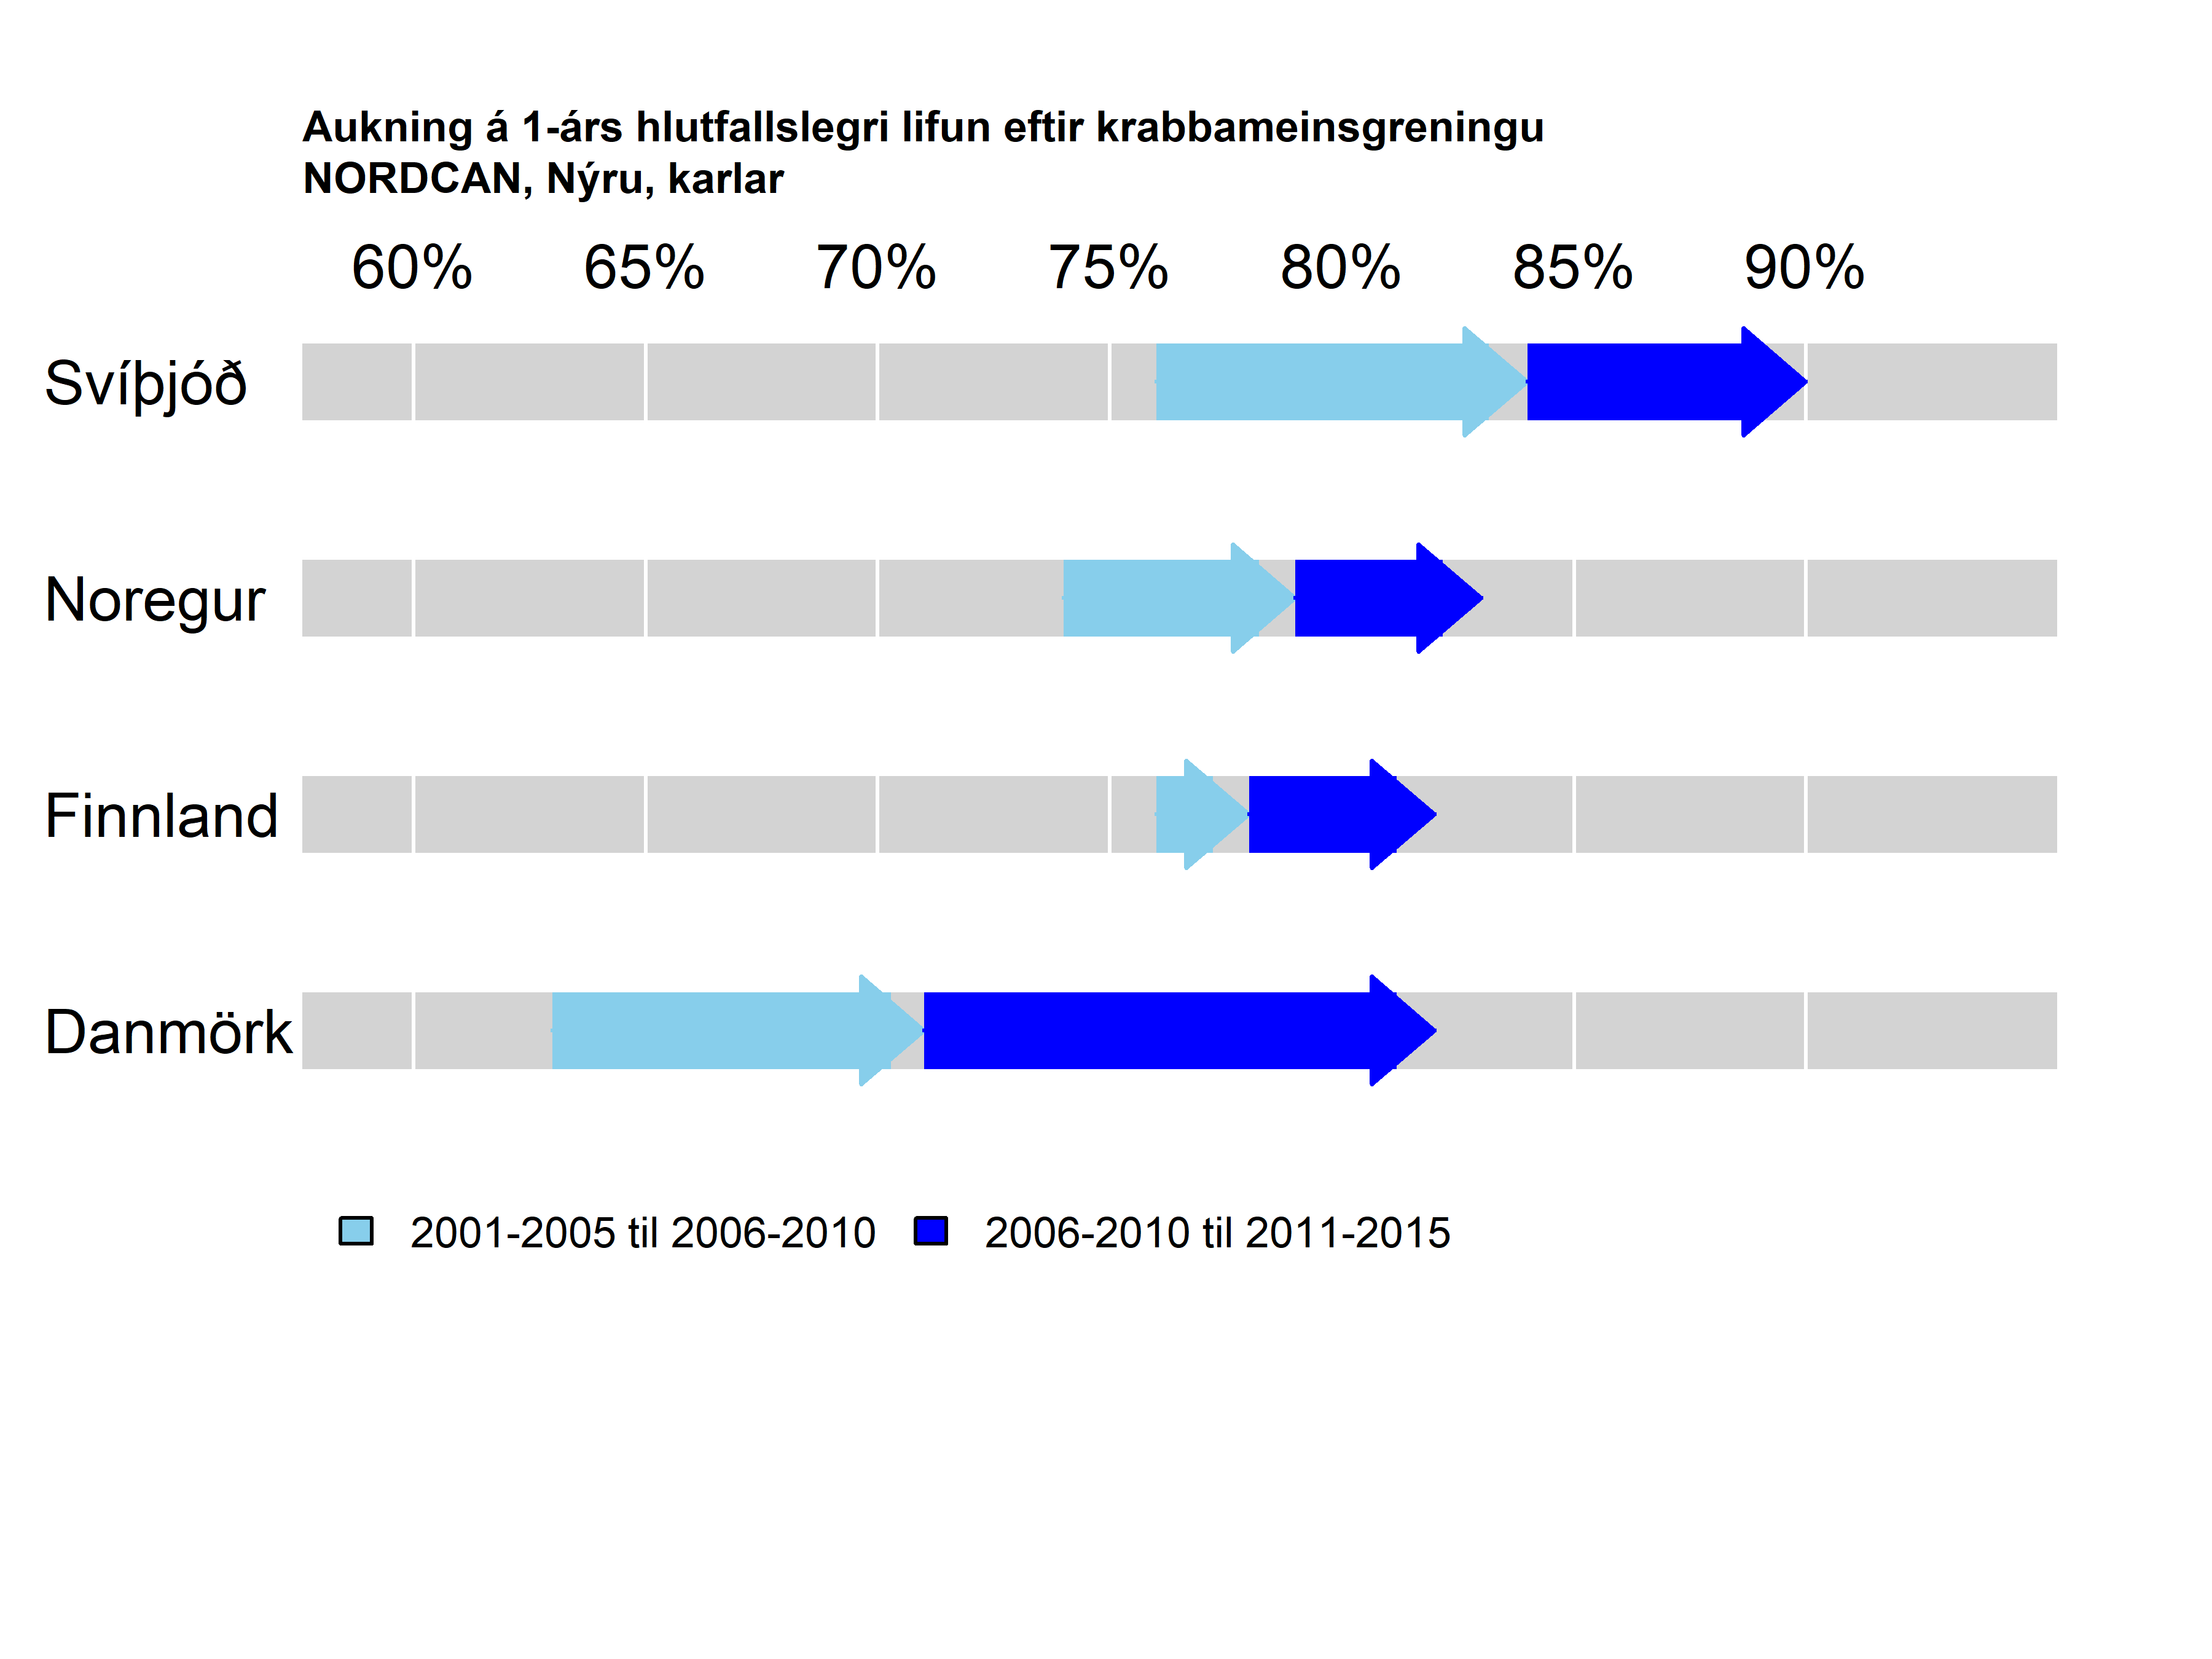 Aukning á 1-árs hlutfallslegri lifun eftir krabbameinsgreningu
NORDCAN, Nýru, karlar
60% 65% 70% 75% 80% 85% 90%
Svíþjóð
Noregur
Finnland
Danmörk
2001-2005 til 2006-2010 2006-2010 til 2011-2015